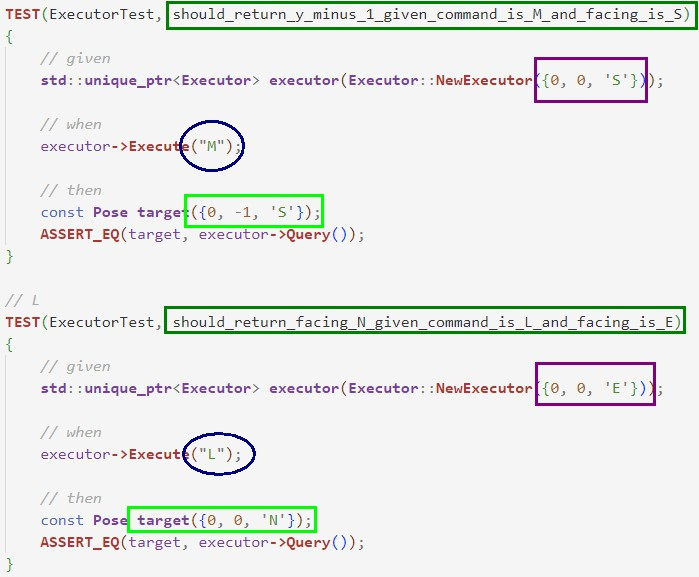 TEST(ExecutorTest, should_return_y_minus_1_given_command_is_M_and_facing_is_S)
{
// given
std::unique_ptr<Executor> executor(Executor::NewExecutor({0, 0, 'S'}));
// when
executor->Execute("M");
// then
const Pose target({0, -1, 'S'});
ASSERT_EQ(target, executor->Query());
}
// L
TEST(ExecutorTest, should_return_facing_N_given_command_is_L_and_facing_is_E)
{
// given
std::unique_ptr<Executor> executor(Executor::NewExecutor({0, 0, 'E'}));
// when
executor->Execute("L");
// then
const Pose target({0, 0, 'N'});
ASSERT_EQ(target, executor->Query());
}